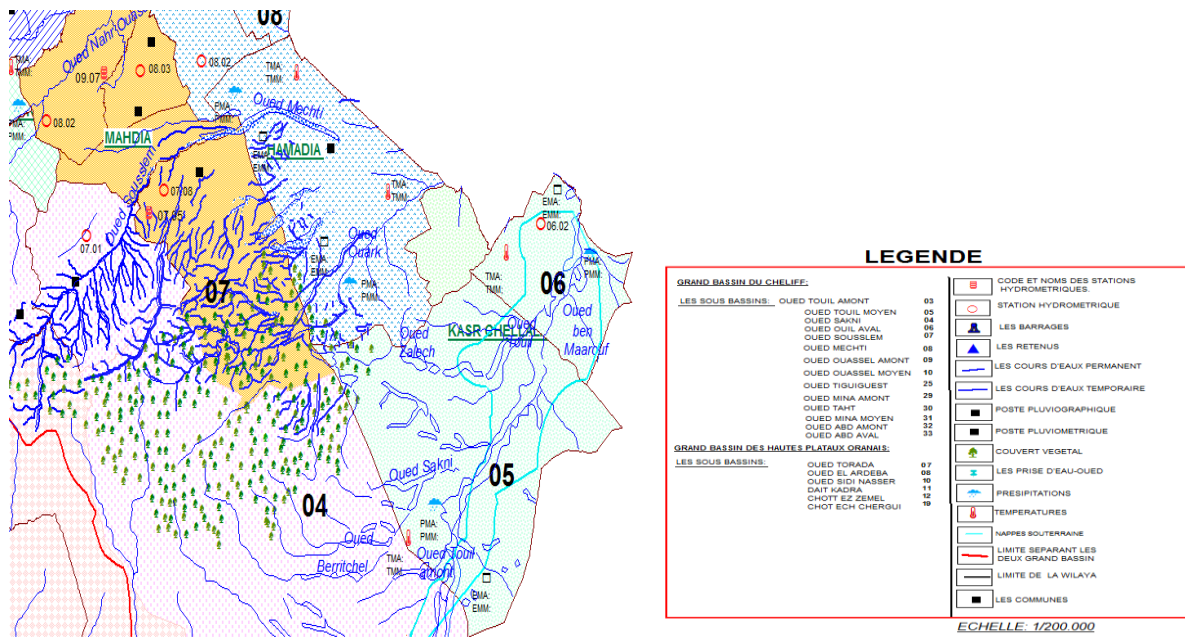 08
Oued Nahr Ouas
TMA:
TMM:
09.07
08.03
08.02
TMA:
TMM:
PMA:
PMM:
Oued Mechti
08.02
PMA:
PMM:
MAHDIA
HAMADIA
EMA:
EMM:
Oued Sousslem
07.08
07.05
07.01
TMA:
TMM:
EMA:
EMM:
06.02
Oued
Ouark
EMA:
EMM:
PMA:
PMM:
TMA:
TMM:
PMA:
PMM:
07
06
KASR CHELLAL
Oued
Zalech
Oued
Touil
Oued
ben
Maarouf
Oued Sakni
05
04
PMA:
PMM:
Oued
Berritchel
TMA:
TMM:
Oued Touil
amont
EMA:
EMM:
LEGENDE
GRAND BASSIN DU CHELIFF:
LES SOUS BASSINS: OUED TOUIL AMONT 03
OUED TOUIL MOYEN 05
OUED SAKNI 04
OUED OUIL AVAL 06
OUED SOUSSLEM 07
OUED MECHTI 08
OUED OUASSEL AMONT 09
OUED OUASSEL MOYEN 10
OUED TIGUIGUEST 25
OUED MINA AMONT 29
OUED TAHT 30
OUED MINA MOYEN 31
OUED ABD AMONT 32
OUED ABD AVAL 33
GRAND BASSIN DES HAUTES PLATAUX ORANAIS:
LES SOUS BASSINS: OUED TORADA 07
OUED EL ARDEBA 08
OUED SIDI NASSER 10
DAIT KADRA 11
CHOTT EZ ZEMEL 12
CHOT ECH CHERGUI 19
CODE ET NOMS DES STATIONS
HYDROMETRIQUES.
STATION HYDROMETRIQUE
LES BARRAGES
LES RETENUS
LES COURS D'EAUX PERMANENT
LES COURS D'EAUX TEMPORAIRE
POSTE PLUVIOGRAPHIQUE
POSTE PLUVIOMETRIQUE
COUVERT VEGETAL
LES PRISE D'EAU-OUED
PRESIPITATIONS
TEMPERATURES
NAPPES SOUTERRAINE
LIMITE SEPARANT LES
DEUX GRAND BASSIN
LIMITE DE LA WILAYA
LES COMMUNES
ECHELLE: 1/200.000